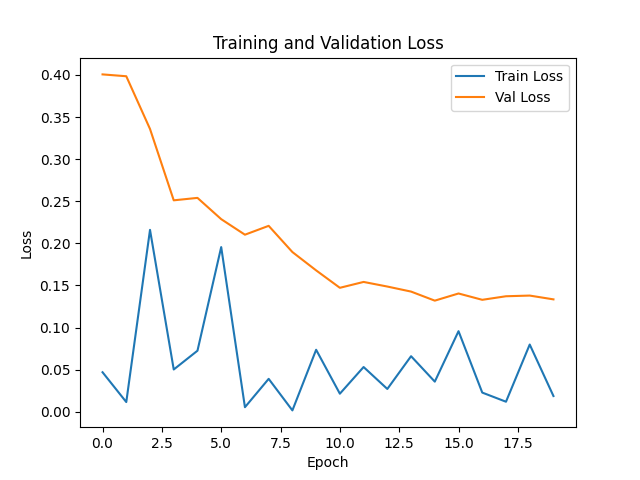 Training and Validation Loss
Train Loss
Val Loss
0.40
0.35
0.30
0.25
0.20
0.15
0.10
0.05
0.00
Loss
0.0 2.5 5.0 7.5 10.0 12.5 15.0 17.5
Epoch